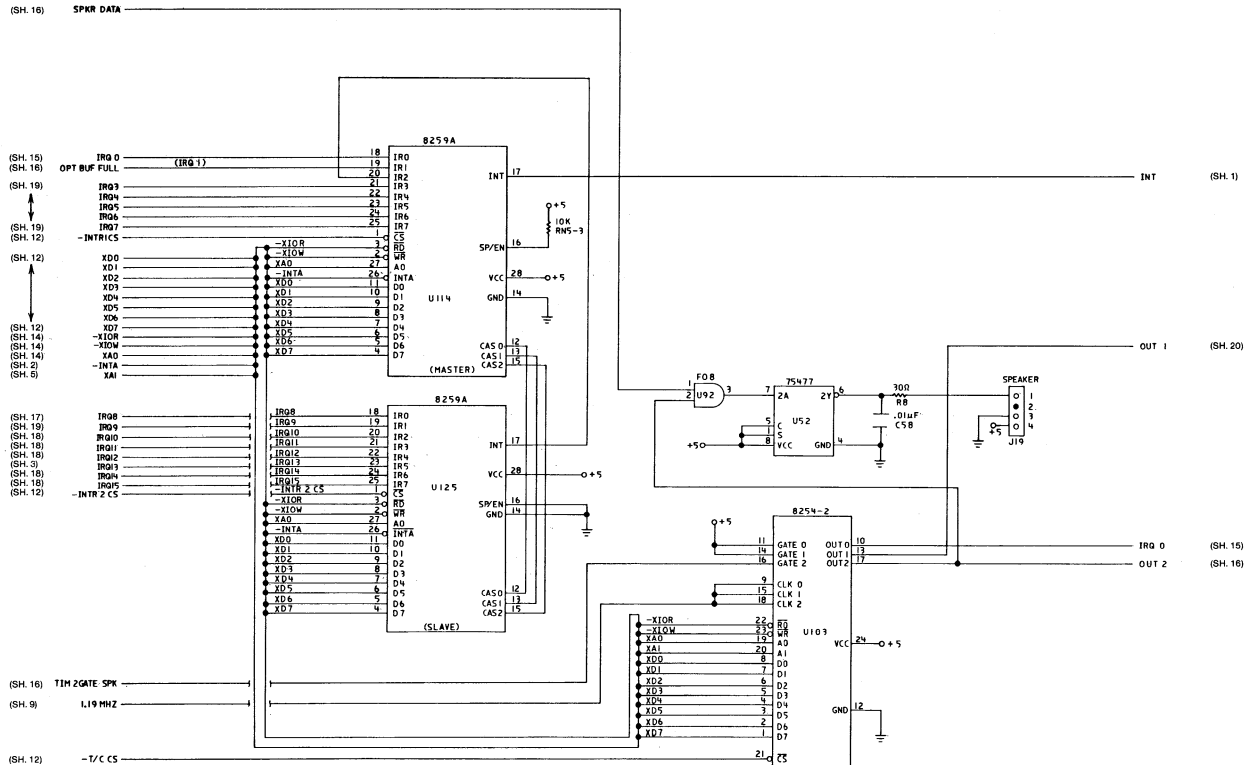 (SH. 16) SPKR DATA
8259A
(SH. 15) IRQ 0 18 IR0
(SH. 16) OPT BUF FULL (IRQ 1) 19 IR1
20 IR2
INT 17 INT (SH. 1)
(SH. 19) IRQ3 21 IR3
IRQ4 22 IR4
IRQ5 23 IR5
IRQ6 24 IR6
(SH. 19) IRQ7 25 IR7
(SH. 12) -INTR1CS 1 CS
+5
10K
RN5-3
SP/EN 16
-XIOR 3 RD
-XIOW 2 WR
XA0 27 A0
-INTA 26 INTA
XD0 11 D0
XD1 10 D1
XD2 9 D2
XD3 8 D3
XD4 7 D4
XD5 6 D5
XD6 5 D6
XD7 4 D7
VCC 28 +5
U114
GND 14
CAS0 12
CAS1 13
CAS2 15
(MASTER)
(SH. 12) XD0
XD1
XD2
XD3
XD4
XD5
XD6
(SH. 12) XD7
(SH. 14) -XIOR
(SH. 14) -XIOW
(SH. 14) XA0
(SH. 2) -INTA
(SH. 5) XA1
OUT 1 (SH. 20)
8259A
(SH. 17) IRQ8 IRQ8 18 IR0
(SH. 19) IRQ9 IRQ9 19 IR1
(SH. 18) IRQ10 IRQ10 20 IR2
(SH. 18) IRQ11 IRQ11 21 IR3
(SH. 18) IRQ12 IRQ12 22 IR4
(SH. 3) IRQ13 IRQ13 23 IR5
(SH. 18) IRQ14 IRQ14 24 IR6
(SH. 18) IRQ15 IRQ15 25 IR7
(SH. 12) -INTR 2 CS -INTR 2 CS 1 CS
-XIOR 3 RD
-XIOW 2 WR
XA0 27 A0
-INTA 26 INTA
XD0 11 D0
XD1 10 D1
XD2 9 D2
XD3 8 D3
XD4 7 D4
XD5 6 D5
XD6 5 D6
XD7 4 D7
INT 17
VCC 28 +5
U125
SP/EN 16
GND 14
CAS0 12
CAS1 13
CAS2 15
(SLAVE)
F08
1
2 U92 3
75477
7 2A 2Y 6
U52
5 C
1 S
+5 8 VCC GND 4
30Ω
R8
.01µF
C58
SPEAKER
1
2
3
+5 4
J19
8254-2
+5
11 GATE 0 OUT 0 10 IRQ 0 (SH. 15)
14 GATE 1 OUT1 13
16 GATE 2 OUT2 17 OUT 2 (SH. 16)
9 CLK 0
15 CLK 1
18 CLK 2
-XIOR 22 RD
-XIOW 23 WR
XA0 19 A0
XA1 20 A1
XD0 8 D0
XD1 7 D1
XD2 6 D2
XD3 5 D3
XD4 4 D4
XD5 3 D5
XD6 2 D6
XD7 1 D7
U103
VCC 24 +5
GND 12
(SH. 16) TIM 2GATE SPK
(SH. 9) 1.19 MHZ
(SH. 12) -T/C CS 21 CS